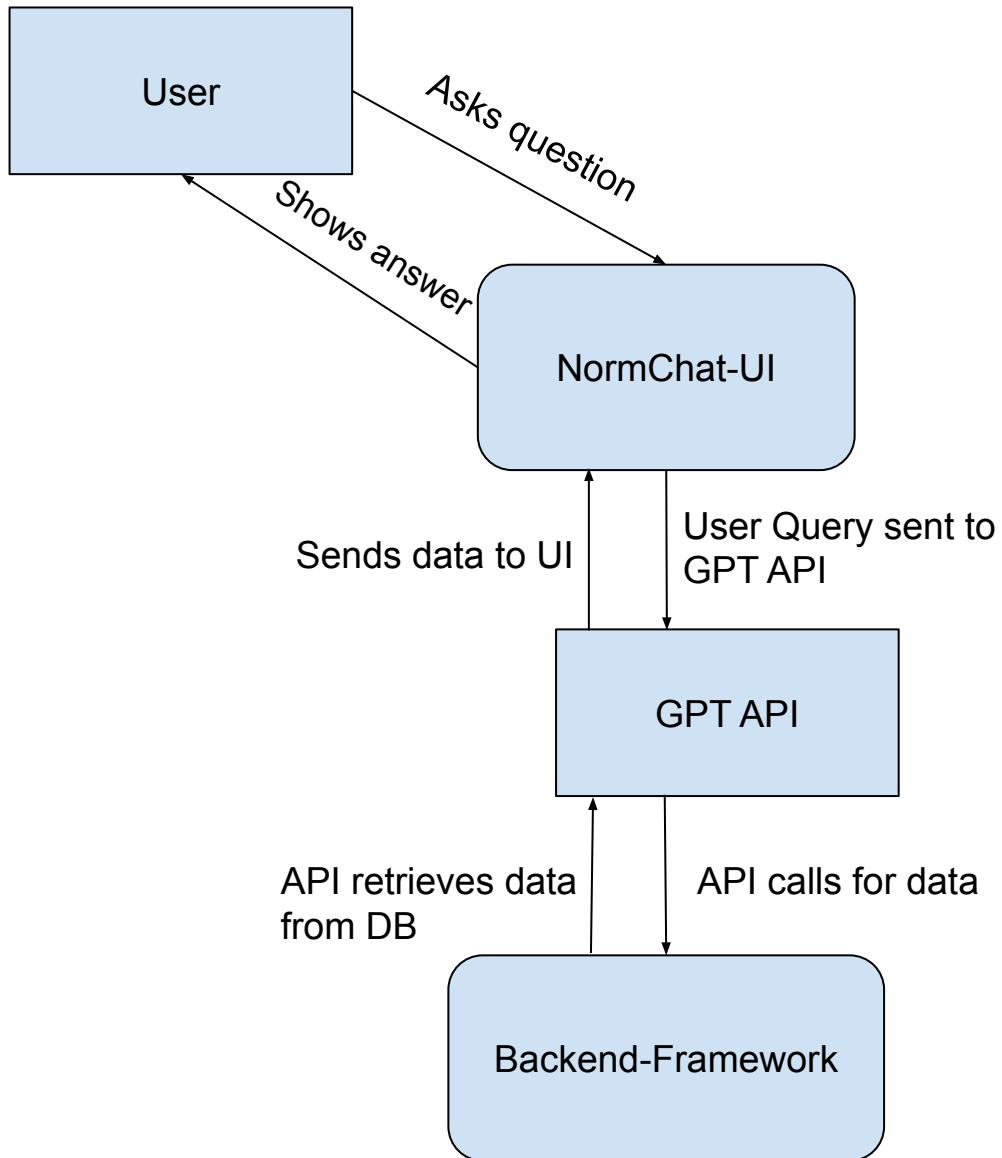 User
Asks question
Shows answer
NormChat-UI
Sends data to UI
User Query sent to
GPT API
GPT API
API retrieves data
from DB
API calls for data
Backend-Framework